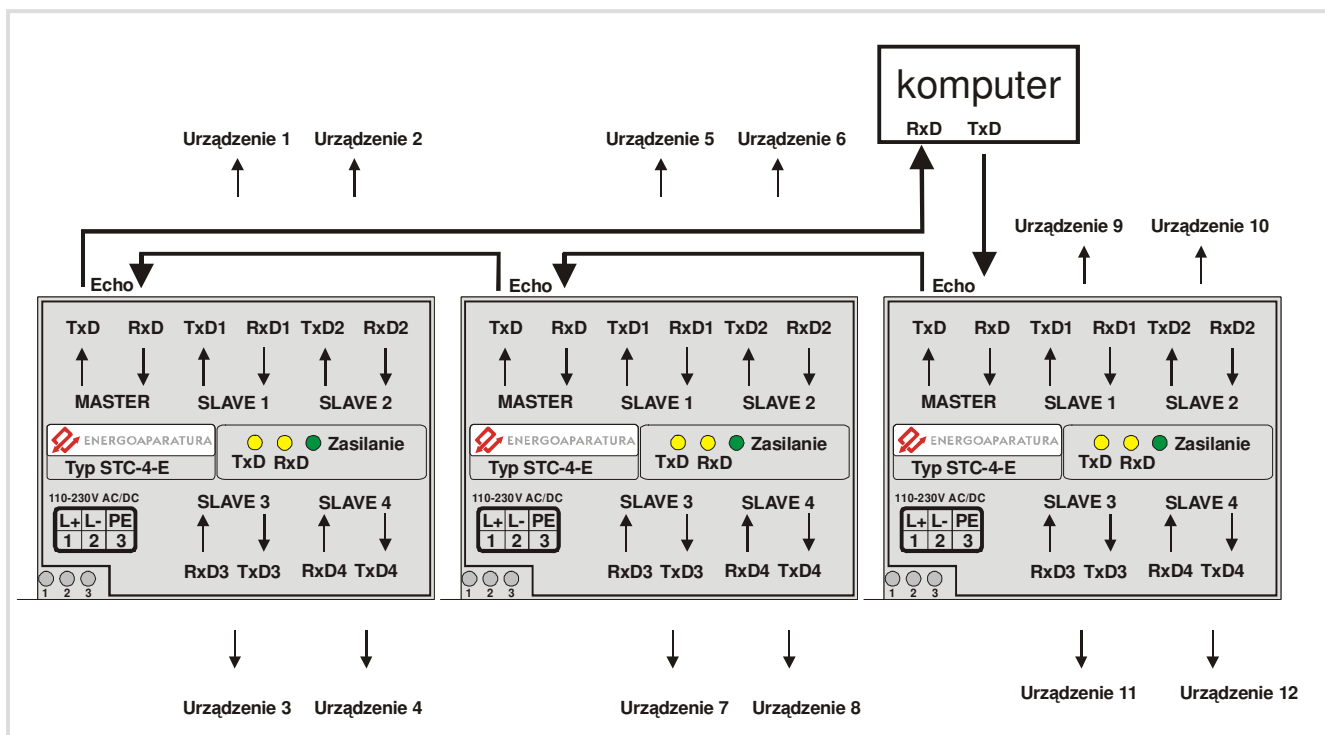 komputer
RxD TxD
Urządzenie 1 Urządzenie 2 Urządzenie 5 Urządzenie 6
Urządzenie 9 Urządzenie 10
Echo Echo Echo
TxD RxD TxD1 RxD1 TxD2 RxD2 TxD RxD TxD1 RxD1 TxD2 RxD2 TxD RxD TxD1 RxD1 TxD2 RxD2
MASTER SLAVE 1 SLAVE 2 MASTER SLAVE 1 SLAVE 2 MASTER SLAVE 1 SLAVE 2
ENERGOAPARATURA Zasilanie ENERGOAPARATURA Zasilanie ENERGOAPARATURA Zasilanie
Typ STC-4-E TxD RxD Typ STC-4-E TxD RxD Typ STC-4-E TxD RxD
110-230V AC/DC SLAVE 3 SLAVE 4 110-230V AC/DC SLAVE 3 SLAVE 4 110-230V AC/DC SLAVE 3 SLAVE 4
L+ L- PE L+ L- PE L+ L- PE
1 2 3 1 2 3 1 2 3
RxD3 TxD3 RxD4 TxD4 RxD3 TxD3 RxD4 TxD4 RxD3 TxD3 RxD4 TxD4
1 2 3 1 2 3 1 2 3
Urządzenie 3 Urządzenie 4 Urządzenie 7 Urządzenie 8 Urządzenie 11 Urządzenie 12